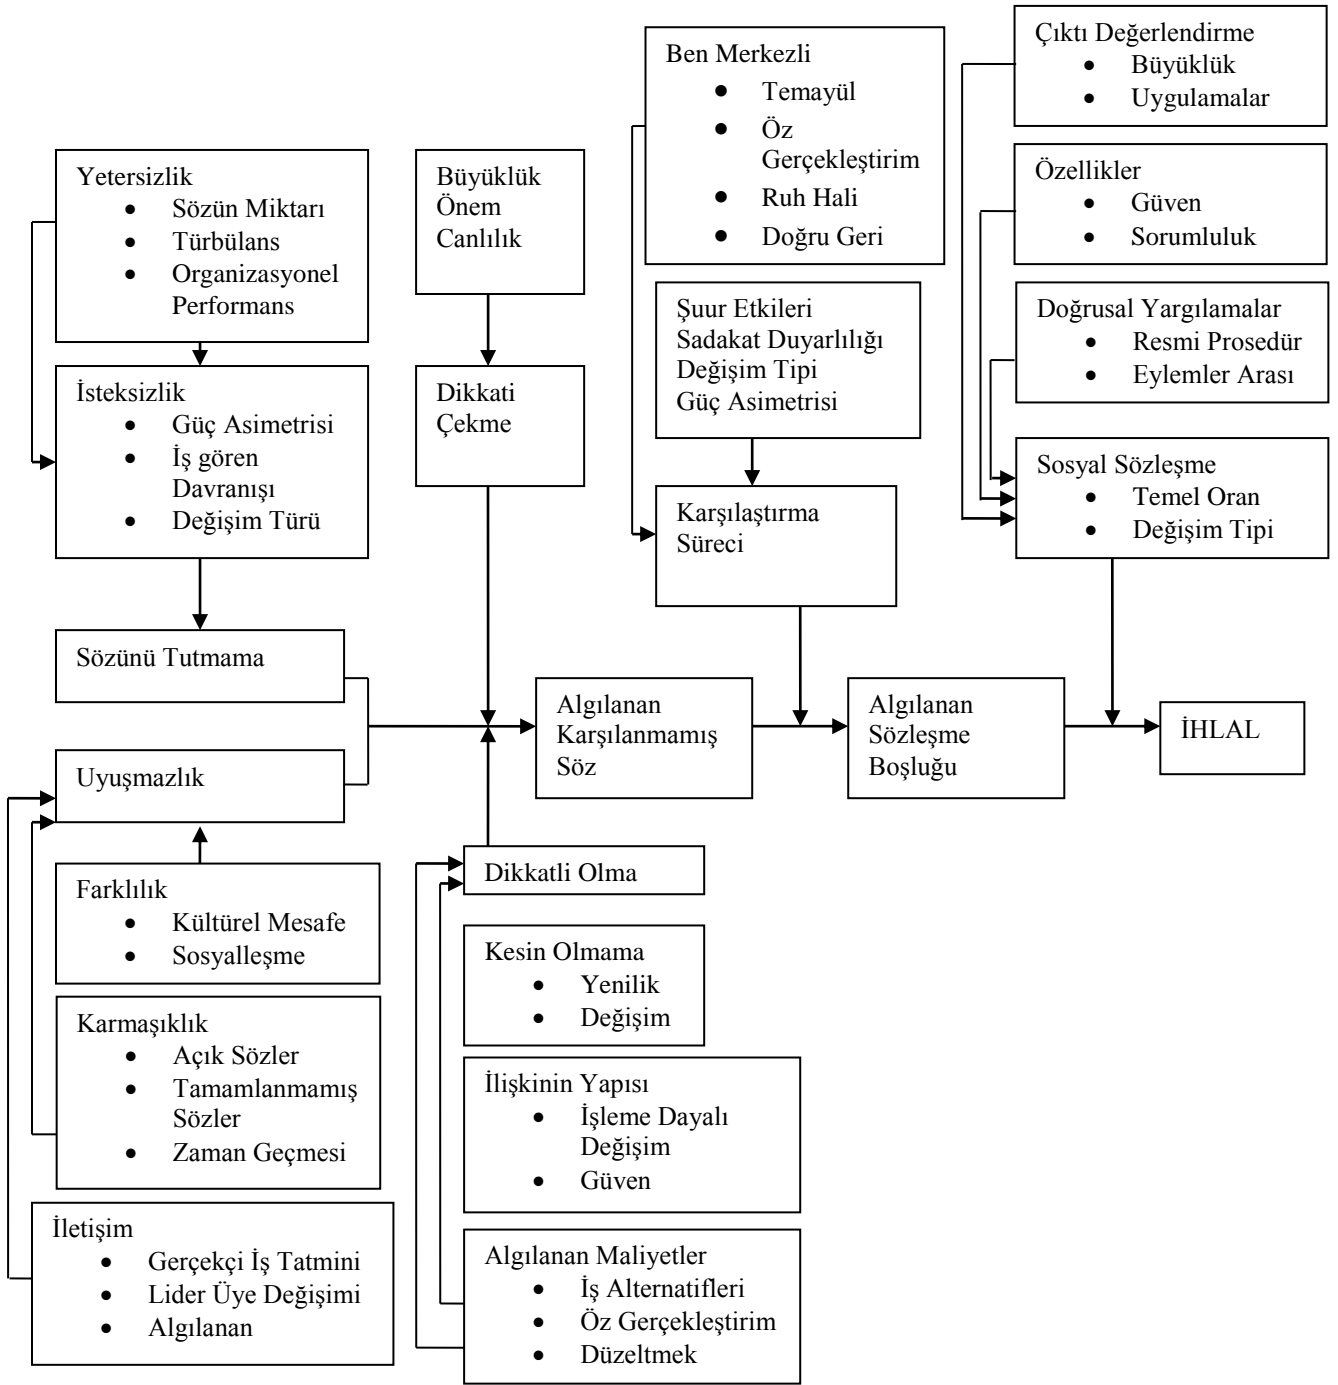 Yetersizlik
• Sözün Miktarı
• Türbülans
• Organizasyonel
Performans
İsteksizlik
• Güç Asimetrisi
• İş gören
Davranışı
• Değişim Türü
Sözünü Tutmama
Uyuşmazlık
Farklılık
• Kültürel Mesafe
• Sosyalleşme
Karmaşıklık
• Açık Sözler
• Tamamlanmamış
Sözler
• Zaman Geçmesi
İletişim
• Gerçekçi İş Tatmini
• Lider Üye Değişimi
• Algılanan
Büyüklük
Önem
Canlılık
Dikkati
Çekme
Dikkatli Olma
Kesin Olmama
• Yenilik
• Değişim
İlişkinin Yapısı
• İşleme Dayalı
Değişim
• Güven
Algılanan Maliyetler
• İş Alternatifleri
• Öz Gerçekleştirim
• Düzeltmek
Algılanan
Karşılanmamış
Söz
Ben Merkezli
• Temayül
• Öz
Gerçekleştirim
• Ruh Hali
• Doğru Geri
Şuur Etkileri
Sadakat Duyarlılığı
Değişim Tipi
Güç Asimetrisi
Karşılaştırma
Süreci
Algılanan
Sözleşme
Boşluğu
Çıktı Değerlendirme
• Büyüklük
• Uygulamalar
Özellikler
• Güven
• Sorumluluk
Doğrusal Yargılamalar
• Resmi Prosedür
• Eylemler Arası
Sosyal Sözleşme
• Temel Oran
• Değişim Tipi
İHLAL